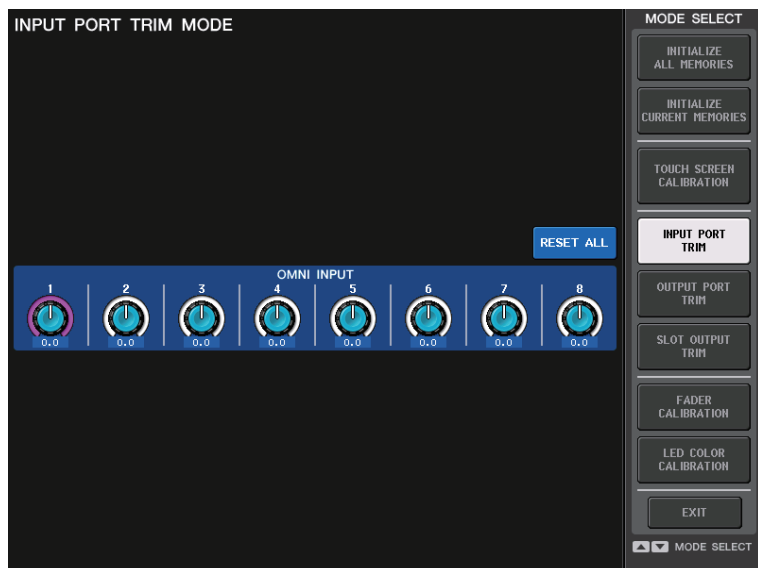 INPUT PORT TRIM MODE
RESET ALL
OMNI INPUT
1 2 3 4 5 6 7 8
0.0 0.0 0.0 0.0 0.0 0.0 0.0 0.0
MODE SELECT
INITIALIZE
ALL MEMORIES
INITIALIZE
CURRENT MEMORIES
TOUCH SCREEN
CALIBRATION
INPUT PORT
TRIM
OUTPUT PORT
TRIM
SLOT OUTPUT
TRIM
FADER
CALIBRATION
LED COLOR
CALIBRATION
EXIT
MODE SELECT